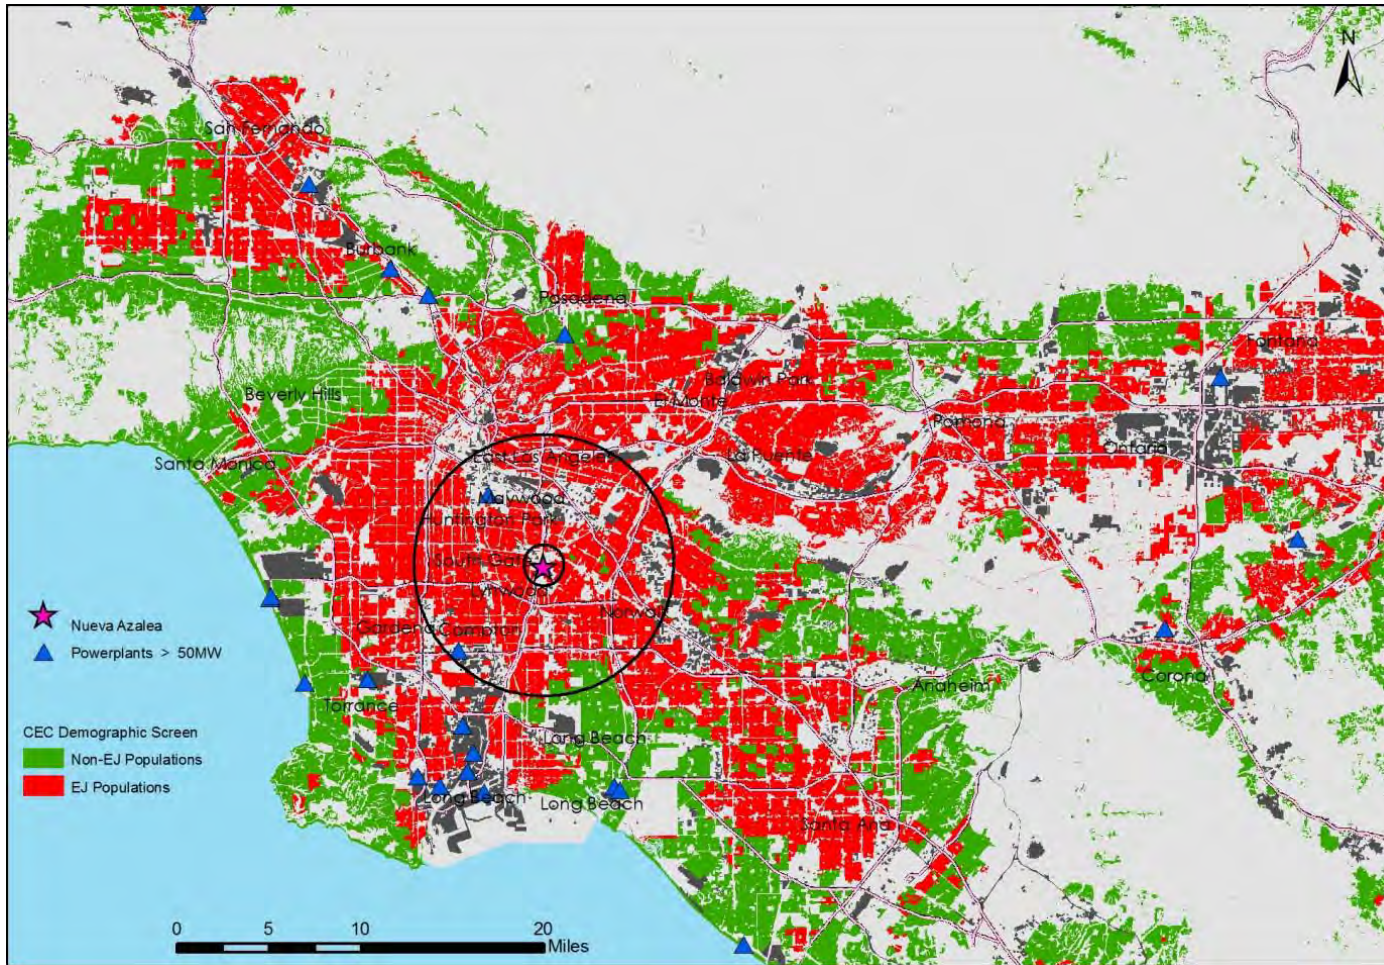 N
San Fernando
Burbank
Pasadena
Fontana
Baldwin Park
Beverly Hills
El Monte
Pomona
Ontario
East Los Angeles
La Puente
Santa Monica
Maywood
Huntington Park
South Gate
Lynwood
Norwalk
Gardena
Compton
Nueva Azalea
Powerplants > 50MW
Anaheim
Corona
Torrance
CEC Demographic Screen
Long Beach
Non-EJ Populations
EJ Populations
Long Beach
Long Beach
Santa Ana
0 5 10 20
Miles